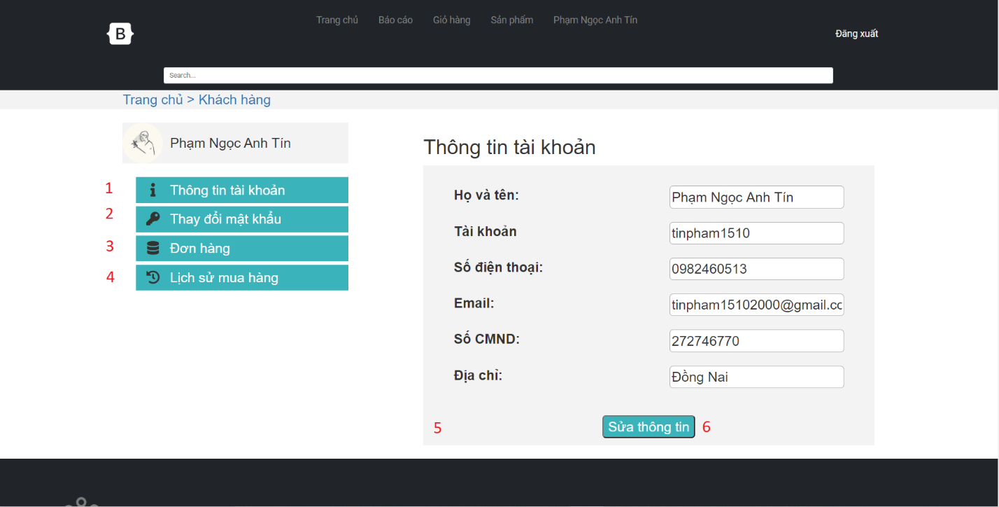 Trang chủ Báo cáo Giỏ hàng Sản phẩm Phạm Ngọc Anh Tín
B
Đăng xuất
Search...
Trang chủ > Khách hàng
Phạm Ngọc Anh Tín
1 Thông tin tài khoản
2 Thay đổi mật khẩu
3 Đơn hàng
4 Lịch sử mua hàng
Thông tin tài khoản
Họ và tên: Phạm Ngọc Anh Tín
Tài khoản tinpham1510
Số điện thoại: 0982460513
Email: tinpham15102000@gmail.cc
Số CMND: 272746770
Địa chỉ: Đồng Nai
5 Sửa thông tin 6